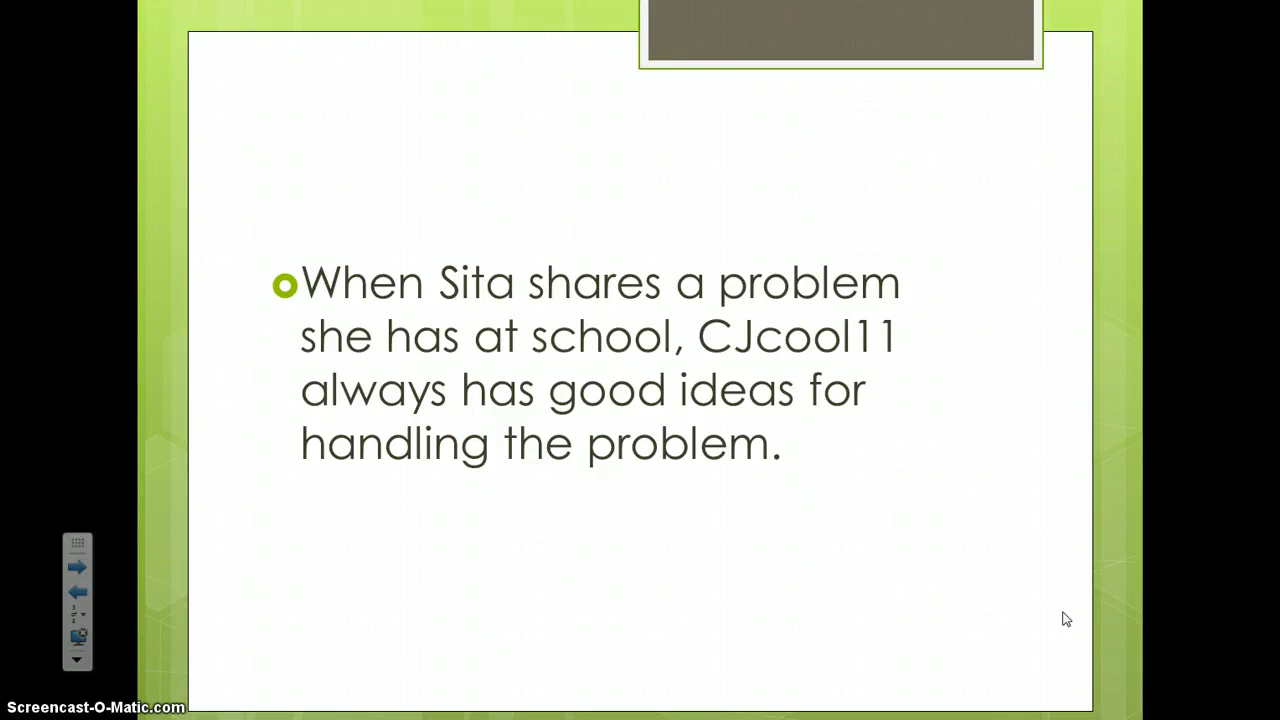 When Sita shares a problem
she has at school, CJcool11
always has good ideas for
handling the problem.
Screencast-O-Matic.com